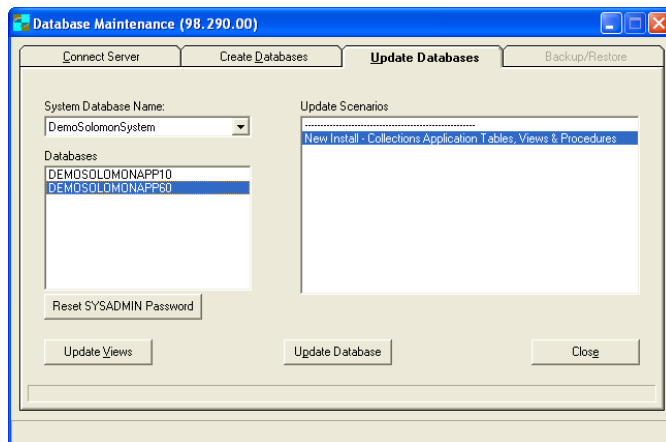 Database Maintenance (98.290.00)
Connect Server
Create Databases
Update Databases
Backup/Restore
System Database Name:
DemoSolomonSystem
Databases
DEMOSOLOMONAPP10
DEMOSOLOMONAPP60
Reset SYSADMIN Password
Update Scenarios
------------------------------------------------------
New Install - Collections Application Tables, Views & Procedures
Update Views
Update Database
Close